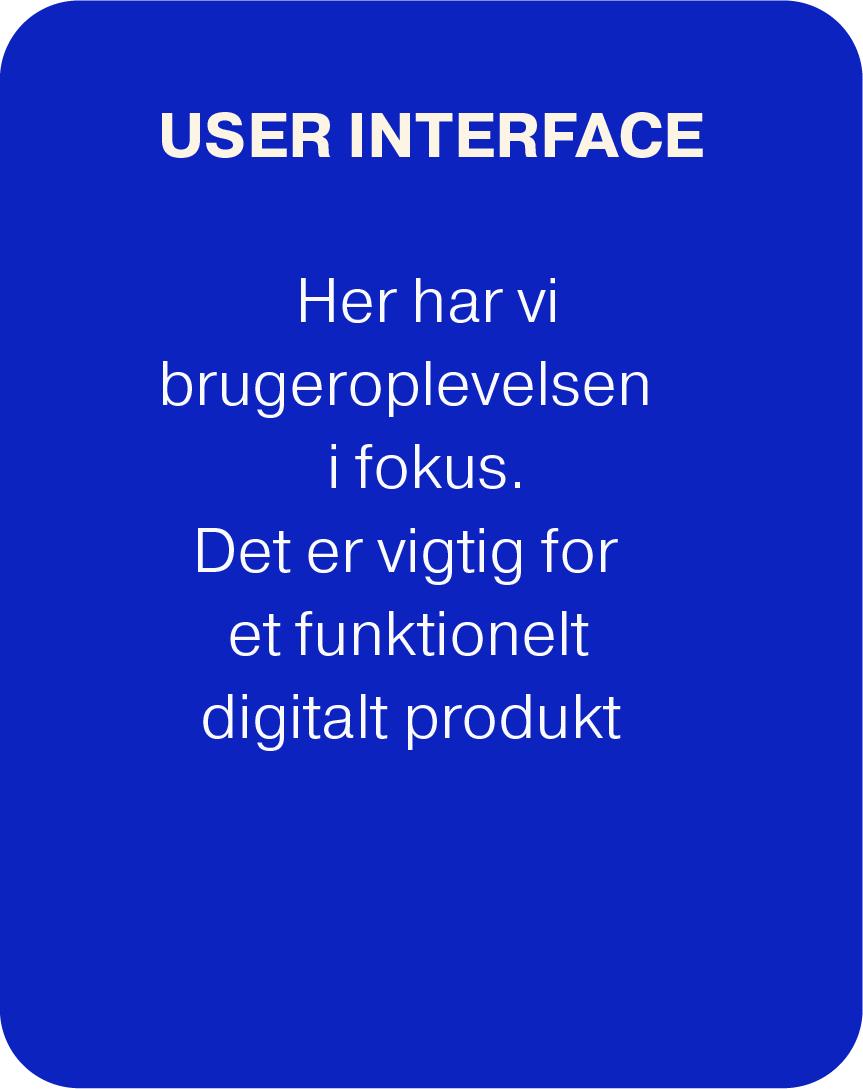 USER INTERFACE
Her har vi
brugeroplevelsen
i fokus.
Det er vigtig for
et funktionelt
digitalt produkt